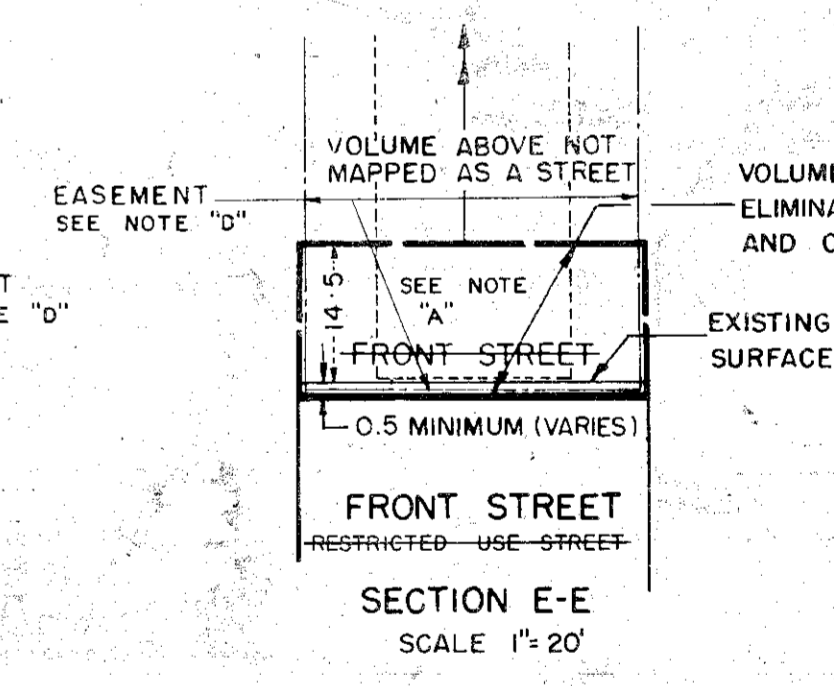 VOLUME ABOVE NOT
MAPPED AS A STREET
EASEMENT
SEE NOTE "D"
VOLUME
ELIMINA
AND
T
E "D"
14.5
SEE NOTE
"A"
FRONT STREET
EXISTING
SURFACE
0.5 MINIMUM (VARIES)
FRONT STREET
RESTRICTED USE STREET
SECTION E-E
SCALE 1"=20'